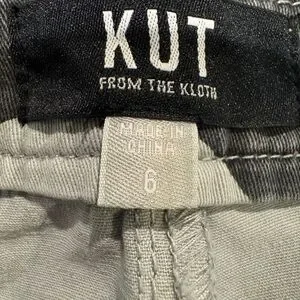 KUT
FROM THE KLOTH
MADE IN
CHINA
6